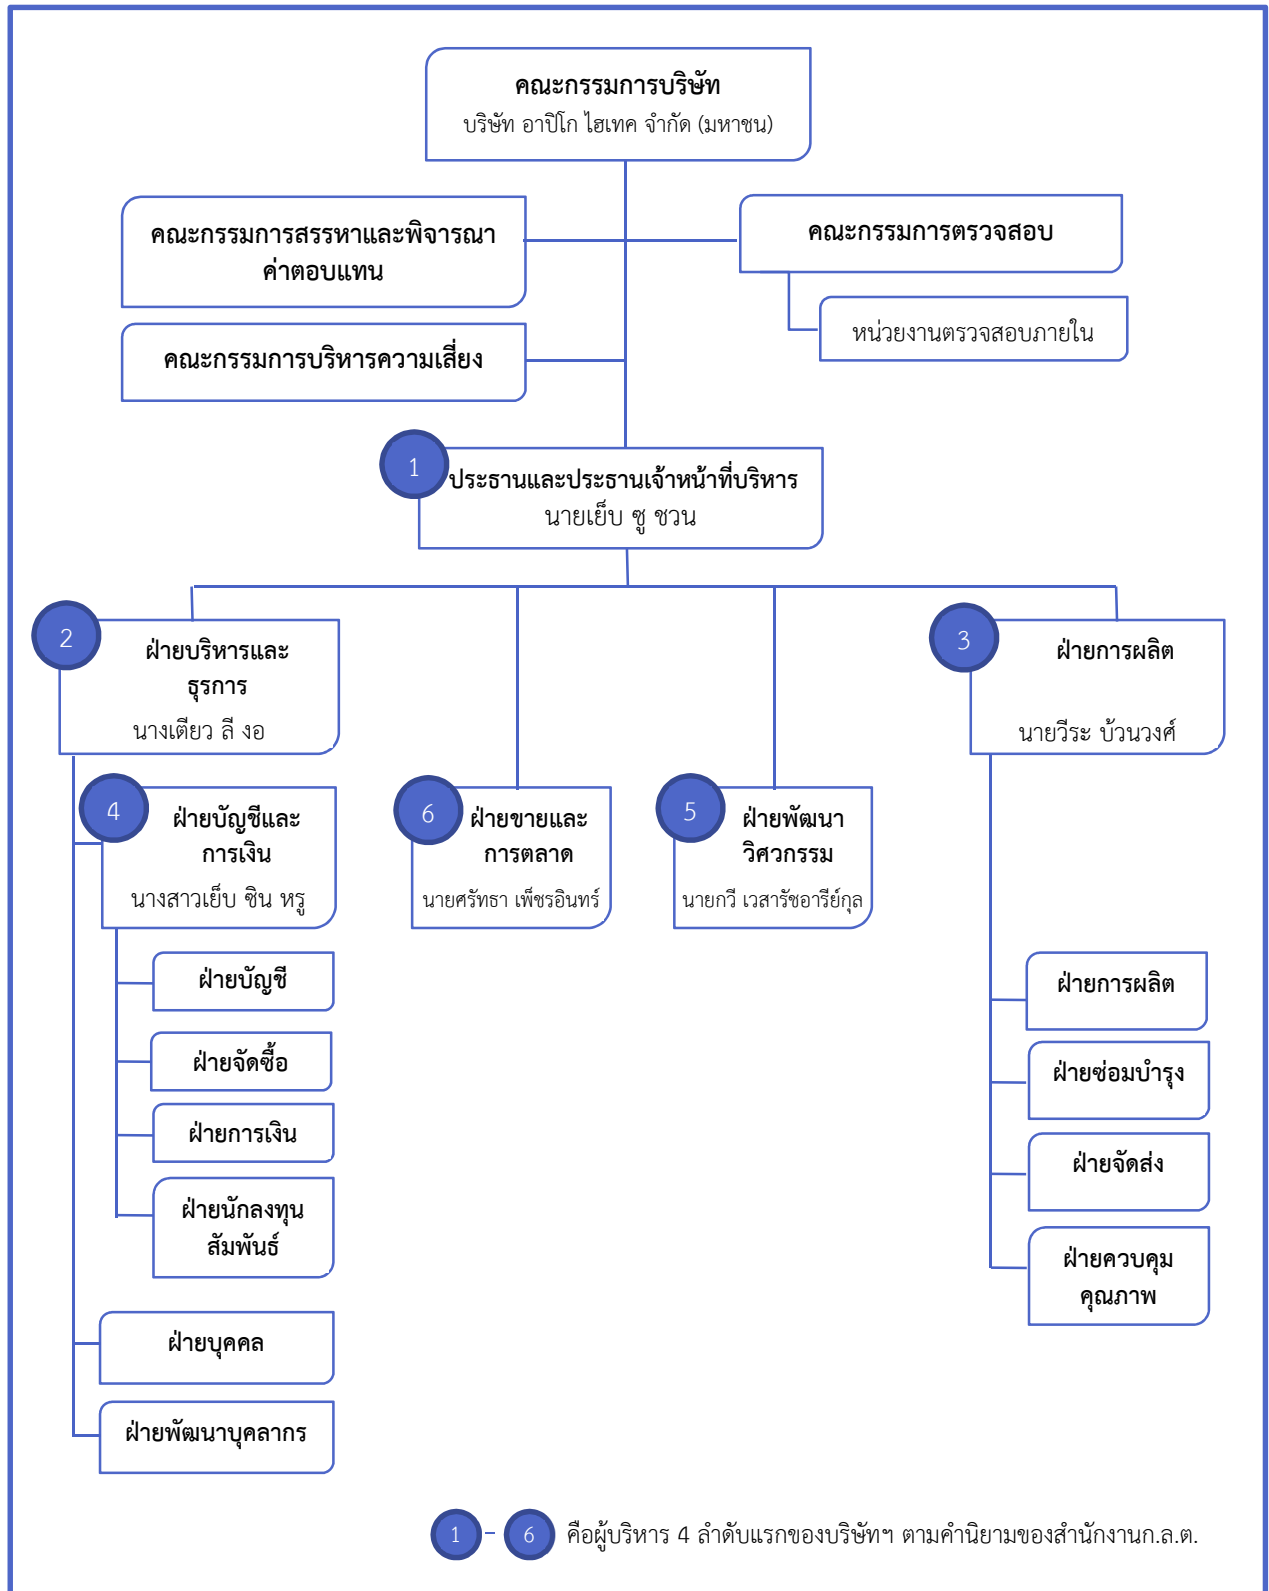 คณะกรรมการบริษัท
บริษัท อาปิโก ไฮเทค จำกัด (มหาชน)
คณะกรรมการสรรหาและพิจารณา
ค่าตอบแทน
คณะกรรมการตรวจสอบ
หน่วยงานตรวจสอบภายใน
คณะกรรมการบริหารความเสี่ยง
1
ประธานและประธานเจ้าหน้าที่บริหาร
นายเย็บ ซู ชวน
2
ฝ่ายบริหารและ
ธุรการ
นางเตียว ลี งอ
3
ฝ่ายการผลิต
นายวีระ บ้วนวงศ์
4
ฝ่ายบัญชีและ
การเงิน
นางสาวเย็บ ซิน หรู
6
ฝ่ายขายและ
การตลาด
นายศรัทธา เพ็ชรอินทร์
5
ฝ่ายพัฒนา
วิศวกรรม
นายกวี เวสารัชอารีย์กุล
ฝ่ายบัญชี
ฝ่ายจัดซื้อ
ฝ่ายการเงิน
ฝ่ายนักลงทุน
สัมพันธ์
ฝ่ายบุคคล
ฝ่ายพัฒนาบุคลากร
ฝ่ายการผลิต
ฝ่ายซ่อมบำรุง
ฝ่ายจัดส่ง
ฝ่ายควบคุม
คุณภาพ
1 - 6 คือผู้บริหาร 4 ลำดับแรกของบริษัทฯ ตามคำนิยามของสำนักงานก.ล.ต.